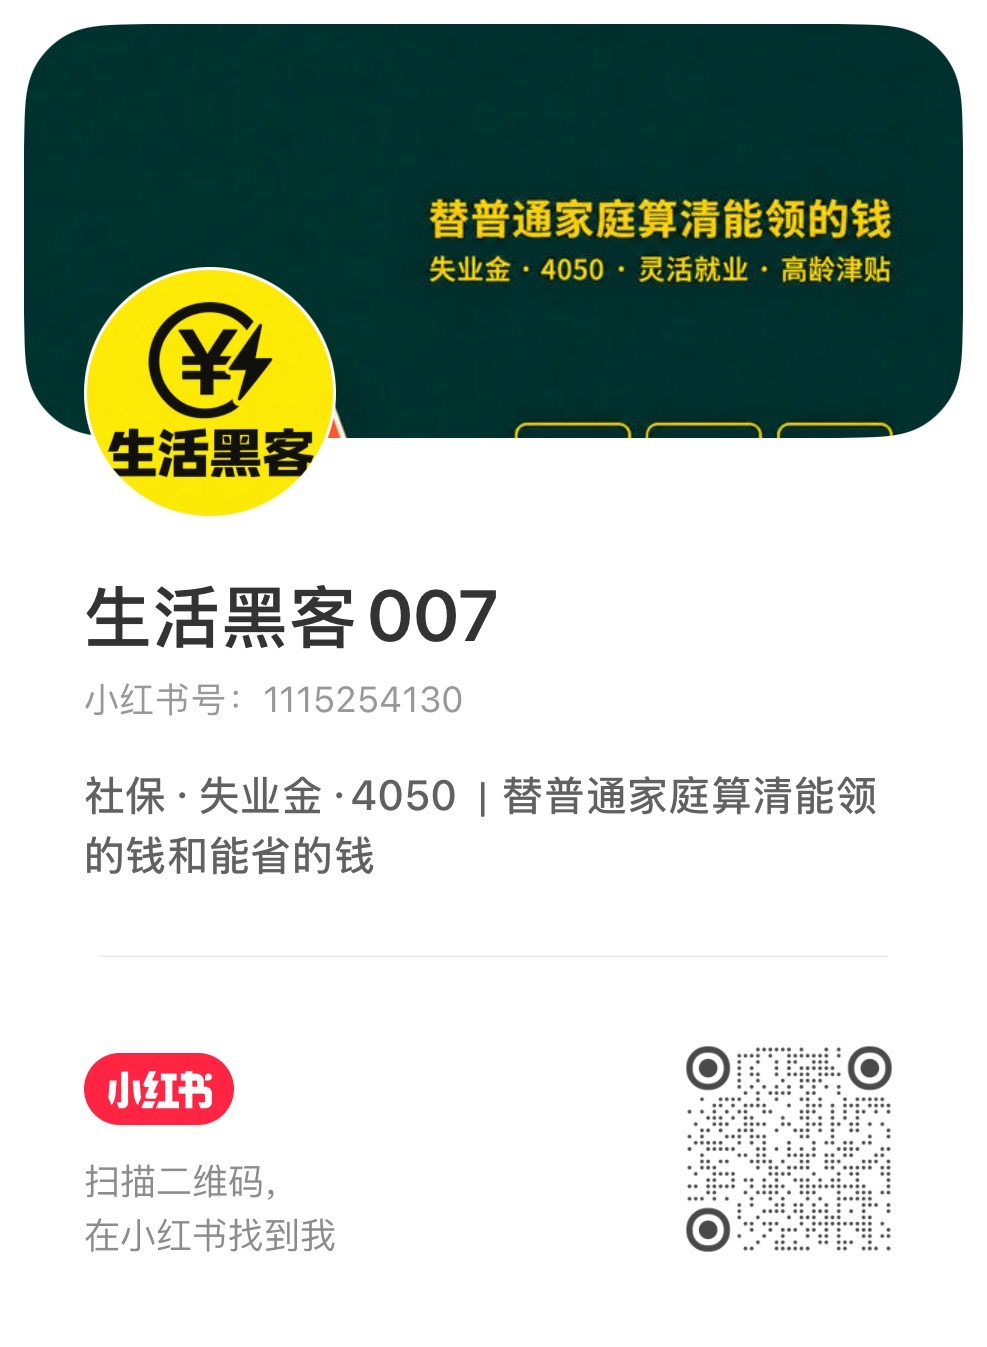 替普通家庭算清能领的钱
失业金 · 4050 · 灵活就业 · 高龄津贴
¥
生活黑客
生活黑客007
小红书号：1115254130
社保 · 失业金 ·4050 | 替普通家庭算清能领
的钱和能省的钱
小红书
扫描二维码，
在小红书找到我